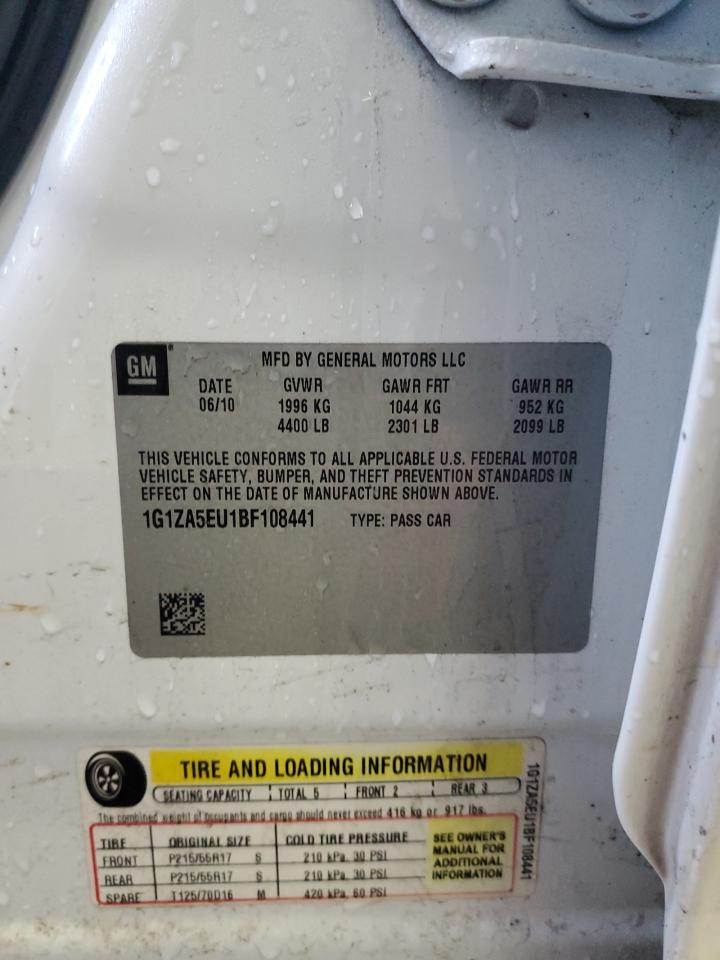 GM
MFD BY GENERAL MOTORS LLC
DATE GVWR GAWR FRT GAWR RR
06/10 1996 KG 1044 KG 952 KG
4400 LB 2301 LB 2099 LB
THIS VEHICLE CONFORMS TO ALL APPLICABLE U.S. FEDERAL MOTOR
VEHICLE SAFETY, BUMPER, AND THEFT PREVENTION STANDARDS IN
EFFECT ON THE DATE OF MANUFACTURE SHOWN ABOVE.
1G1ZA5EU1BF108441 TYPE: PASS CAR
TIRE AND LOADING INFORMATION
SEATING CAPACITY TOTAL 5 FRONT 2 REAR 3
The combined weight of occupants and cargo should never exceed 416 kg or 917 lbs.
TIRE ORIGINAL SIZE COLD TIRE PRESSURE
FRONT P215/55R17 S 210 kPa, 30 PSI
REAR P215/55R17 S 210 kPa, 30 PSI
SPARE T125/70D16 M 420 kPa, 60 PSI
SEE OWNER'S
MANUAL FOR
ADDITIONAL
INFORMATION
1G1ZA5EU1BF108441